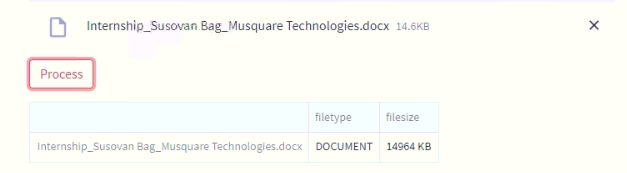 Internship_Susovan Bag_Musquare Technologies.docx 14.6KB
Process
filetype filesize
Internship_Susovan Bag_Musquare Technologies.docx DOCUMENT 14964 KB